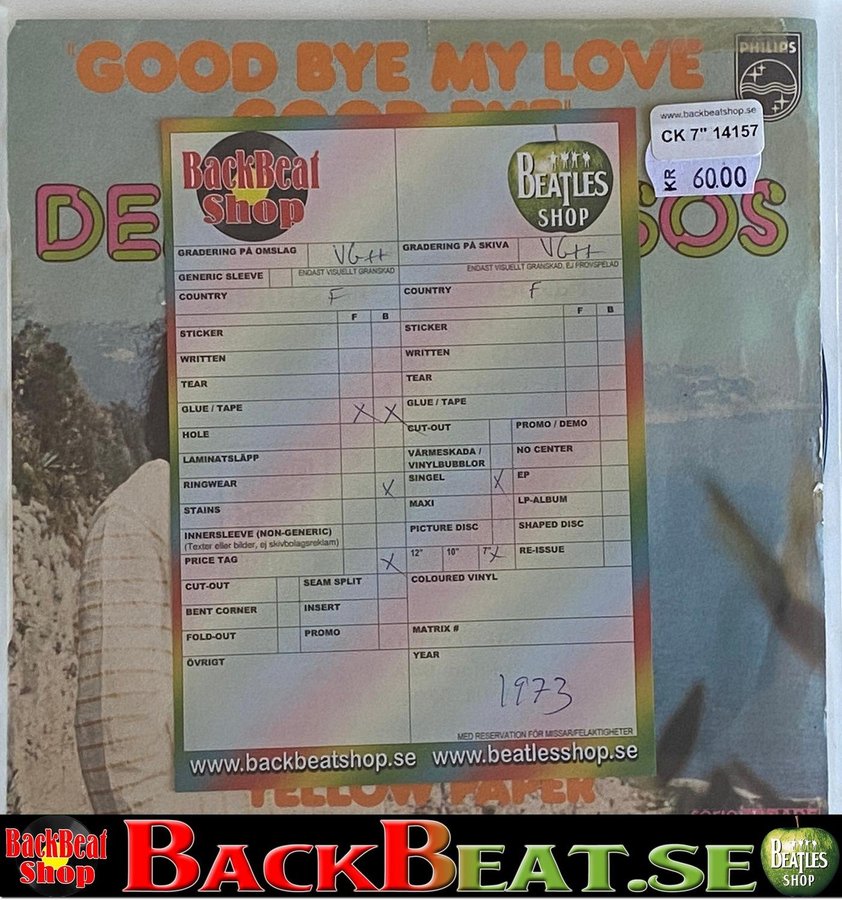 "GOOD BYE MY LOVE
GOOD BYE"
PHILIPS
www.backbeatshop.se
CK 7" 14157
KR 60.00
DE
SOS
BackBeat
Shop
BEATLES
SHOP
GRADERING PÅ OMSLAG VG++
GRADERING PÅ SKIVA VG++
ENDAST VISUELLT GRANSKAD
ENDAST VISUELLT GRANSKAD, EJ PROVSPELAD
GENERIC SLEEVE
COUNTRY F
COUNTRY F
F B
F B
STICKER
STICKER
WRITTEN
WRITTEN
TEAR
TEAR
GLUE / TAPE X X
GLUE / TAPE
HOLE
CUT-OUT
PROMO / DEMO
LAMINATSLÄPP
VÄRMESKADA /
VINYLBUBBLOR
NO CENTER
RINGWEAR X
SINGEL X
EP
STAINS
MAXI
LP-ALBUM
INNERSLEEVE (NON-GENERIC)
(Texter eller bilder, ej skivbolagsreklam)
PICTURE DISC
SHAPED DISC
PRICE TAG X
12" 10" 7" X
RE-ISSUE
CUT-OUT
SEAM SPLIT
COLOURED VINYL
BENT CORNER
INSERT
FOLD-OUT
PROMO
MATRIX #
ÖVRIGT
YEAR
1973
MED RESERVATION FÖR MISSAR/FELAKTIGHETER
www.backbeatshop.se www.beatlesshop.se
YELLOW PAPER
BackBeat
Shop
BACKBEAT.SE
BEATLES
SHOP